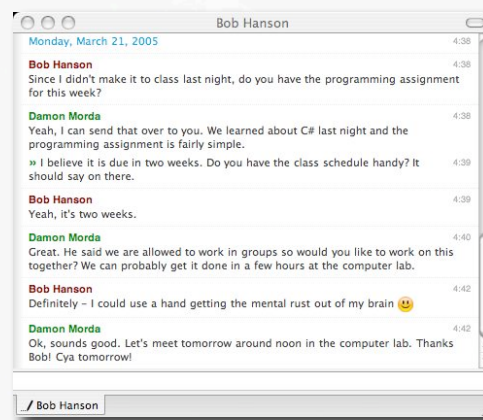 Bob Hanson
Monday, March 21, 2005 4:38
Bob Hanson 4:38
Since I didn't make it to class last night, do you have the programming assignment
for this week?
Damon Morda 4:38
Yeah, I can send that over to you. We learned about C# last night and the
programming assignment is fairly simple.
» I believe it is due in two weeks. Do you have the class schedule handy? It 4:39
should say on there.
Bob Hanson 4:39
Yeah, it's two weeks.
Damon Morda 4:40
Great. He said we are allowed to work in groups so would you like to work on this
together? We can probably get it done in a few hours at the computer lab.
Bob Hanson 4:42
Definitely – I could use a hand getting the mental rust out of my brain
Damon Morda 4:42
Ok, sounds good. Let's meet tomorrow around noon in the computer lab. Thanks
Bob! Cya tomorrow!
Bob Hanson